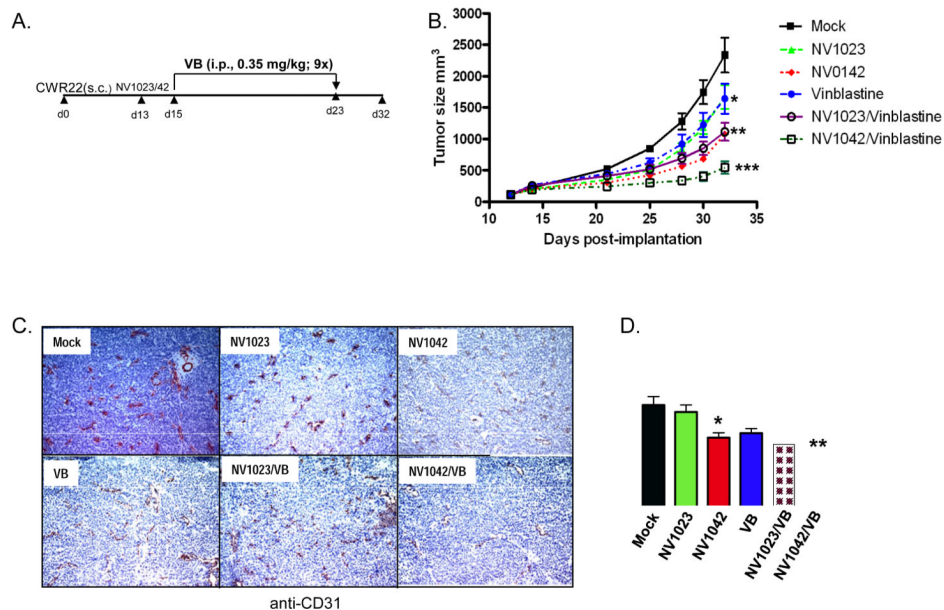 A.
VB (i.p., 0.35 mg/kg; 9x)
CWR22(s.c.) NV1023/42
d0 d13 d15 d23 d32
B.
Tumor size mm³
3000
2500
2000
1500
1000
500
0
10 15 20 25 30 35
Days post-implantation
*
**
***
Mock
NV1023
NV0142
Vinblastine
NV1023/Vinblastine
NV1042/Vinblastine
C.
Mock NV1023 NV1042
VB NV1023/VB NV1042/VB
anti-CD31
D.
* **
Mock NV1023 NV1042 VB NV1023/VB NV1042/VB